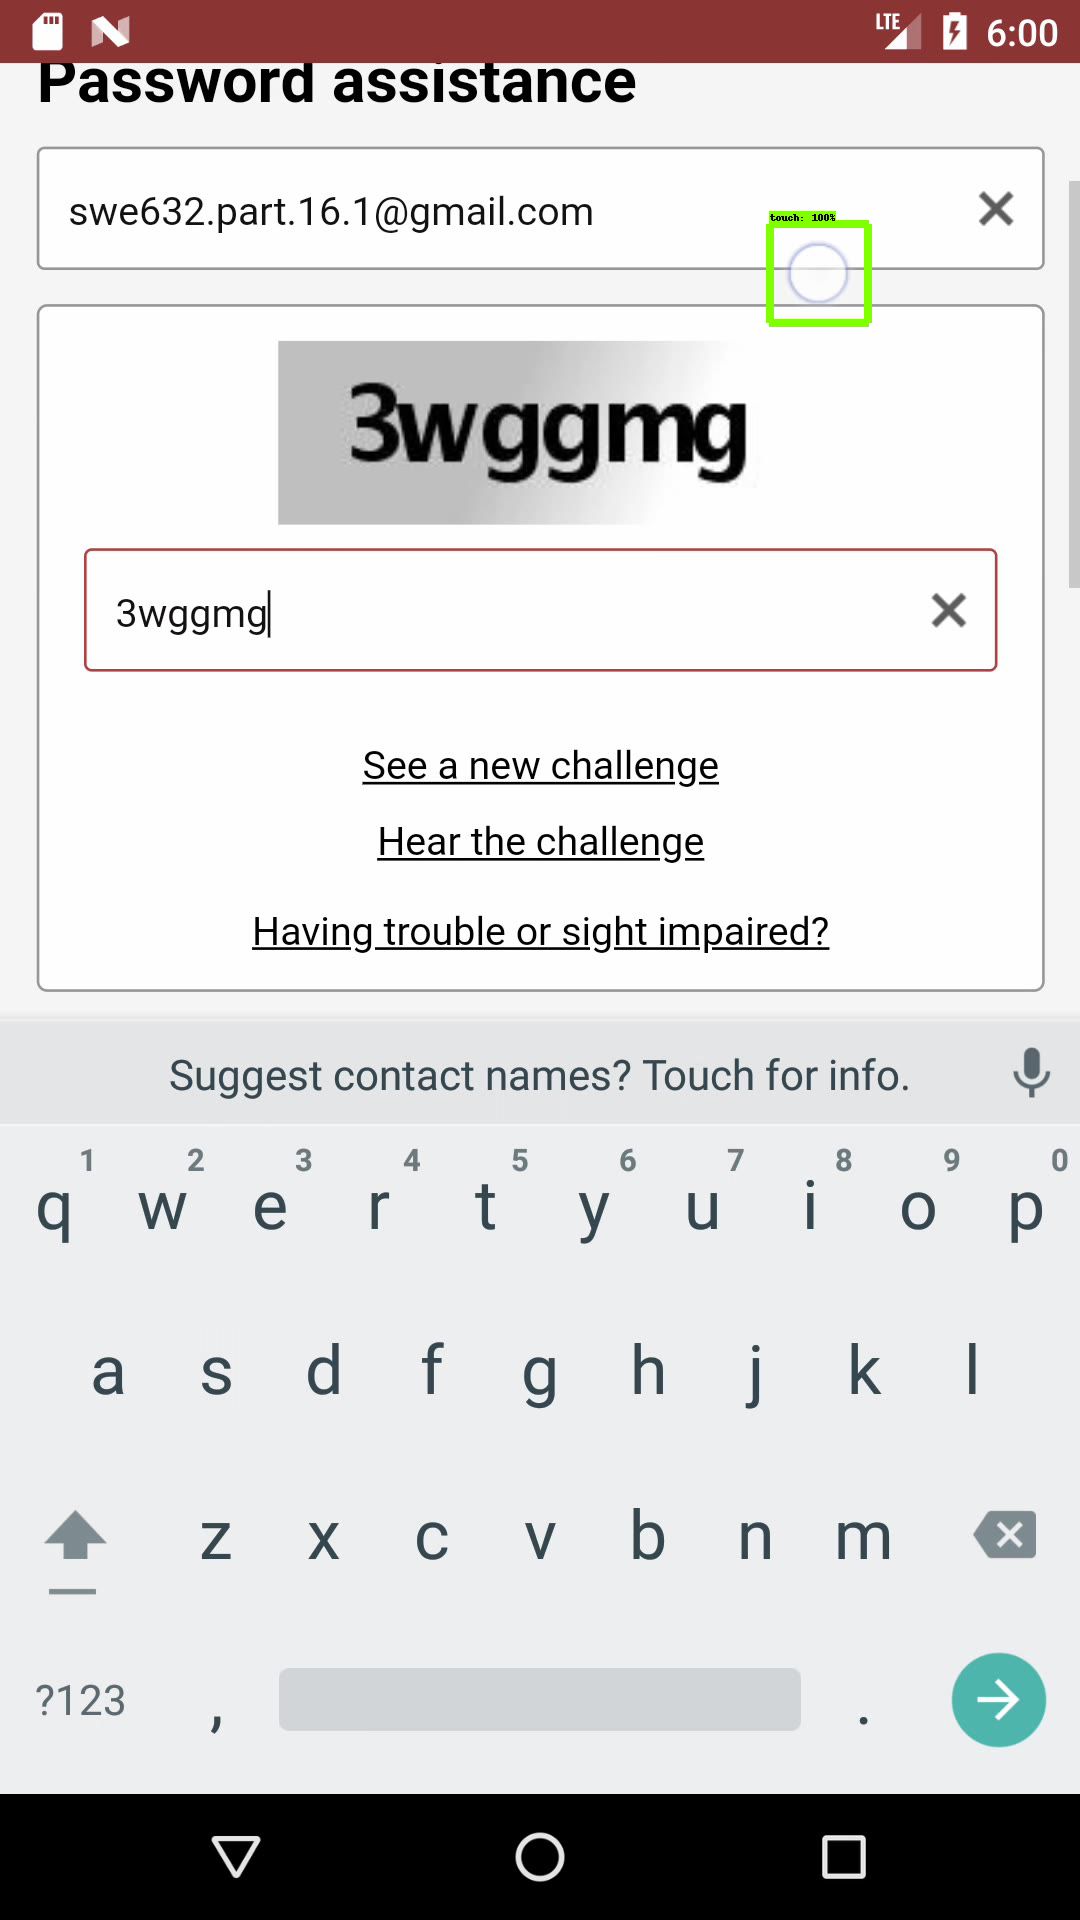 LTE 6:00
Password assistance
swe632.part.16.1@gmail.com
touch: 100%
3wggmg
3wggmg
See a new challenge
Hear the challenge
Having trouble or sight impaired?
Suggest contact names? Touch for info.
1 2 3 4 5 6 7 8 9 0
q w e r t y u i o p
a s d f g h j k l
z x c v b n m
?123 , .